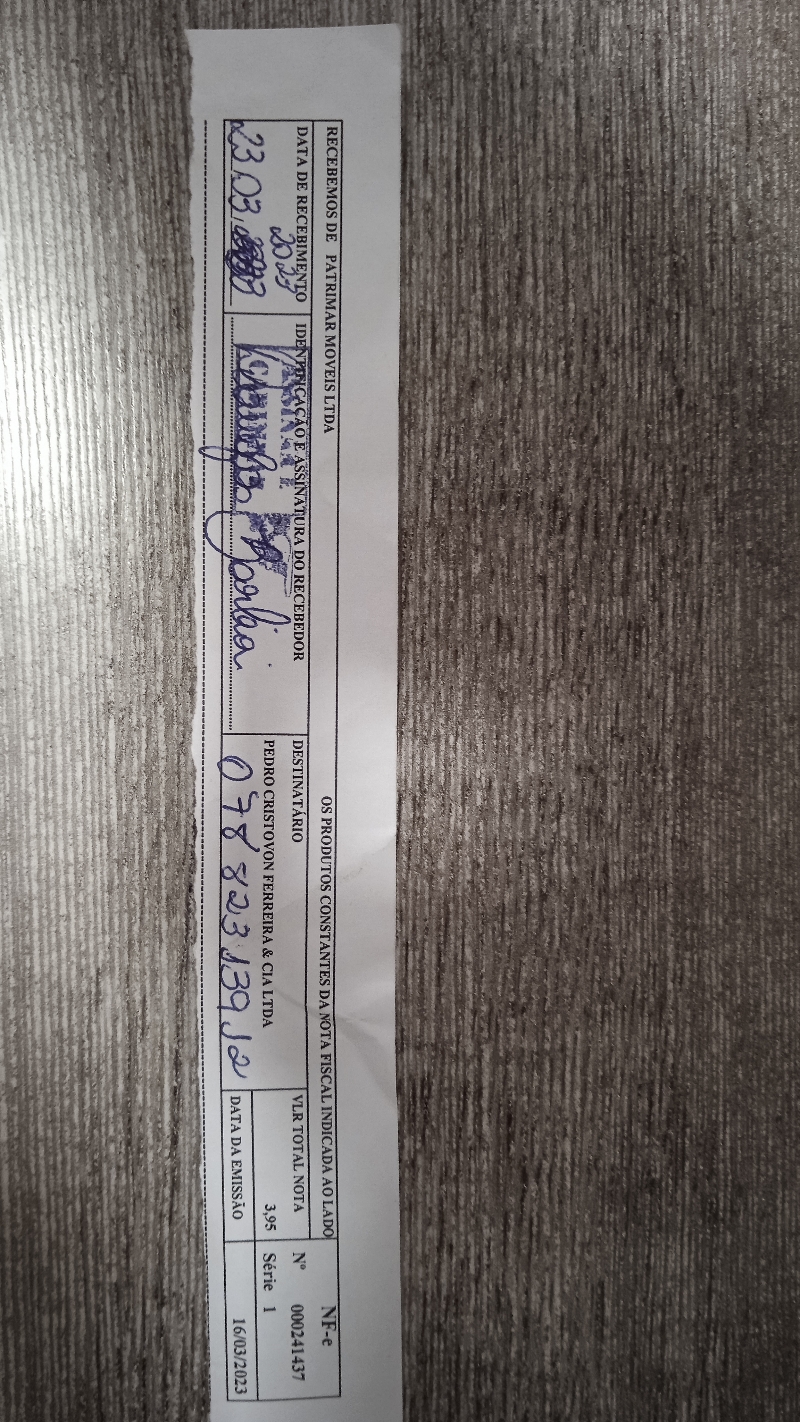 RECEBEMOS DE PATRIMAR MOVEIS LTDA OS PRODUTOS CONSTANTES DA NOTA FISCAL INDICADA AO LADO
DATA DE RECEBIMENTO
2023
23.03.
IDENTIFICAÇÃO E ASSINATURA DO RECEBEDOR
DESTINATÁRIO
PEDRO CRISTOVON FERREIRA & CIA LTDA
078 823 139 12
VLR TOTAL NOTA
3,95
DATA DA EMISSÃO
NF-e
Nº 000241437
Série 1
16/03/2023